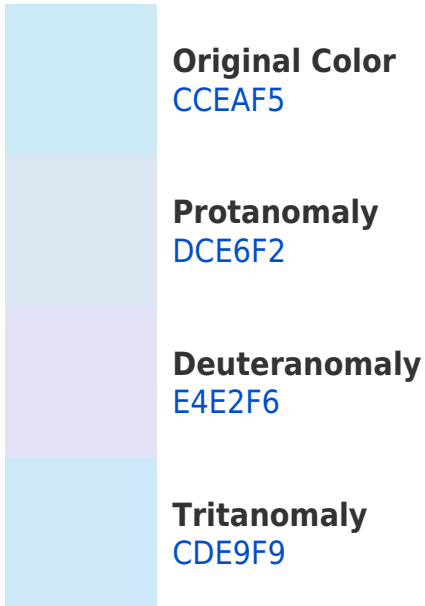 Original Color
CCEAF5
Protanomaly
DCE6F2
Deuteranomaly
E4E2F6
Tritanomaly
CDE9F9